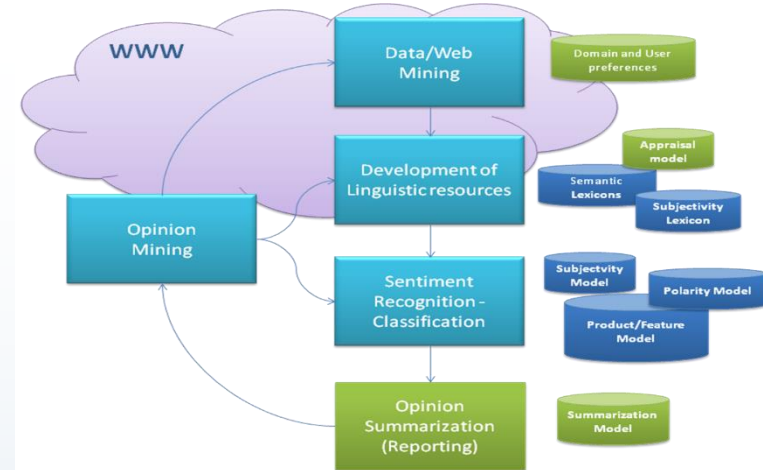 WWW
Data/Web
Mining
Domain and User
preferences
Development of
Linguistic resources
Appraisal
model
Semantic
Lexicons
Subjectivity
Lexicon
Opinion
Mining
Sentiment
Recognition -
Classification
Subjectvity
Model
Polarity Model
Product/Feature
Model
Opinion
Summarization
(Reporting)
Summarization
Model